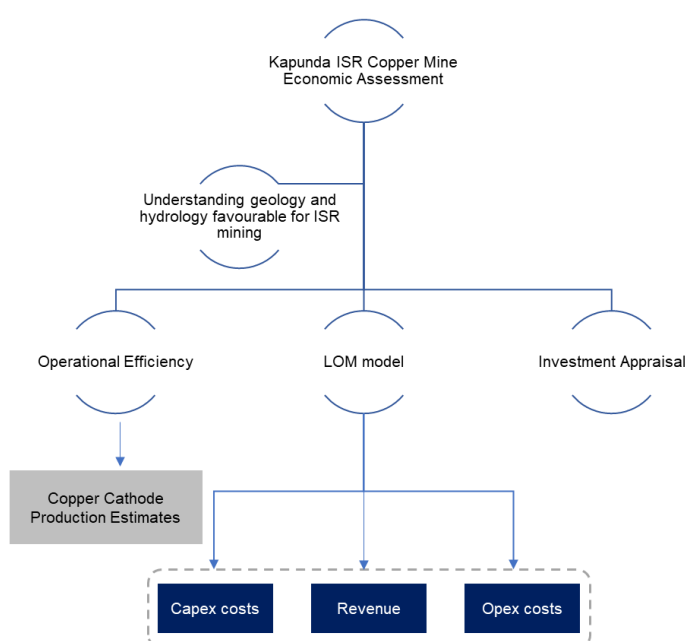 Kapunda ISR Copper Mine
Economic Assessment
Understanding geology and
hydrology favourable for ISR
mining
Operational Efficiency
LOM model
Investment Appraisal
Copper Cathode
Production Estimates
Capex costs
Revenue
Opex costs